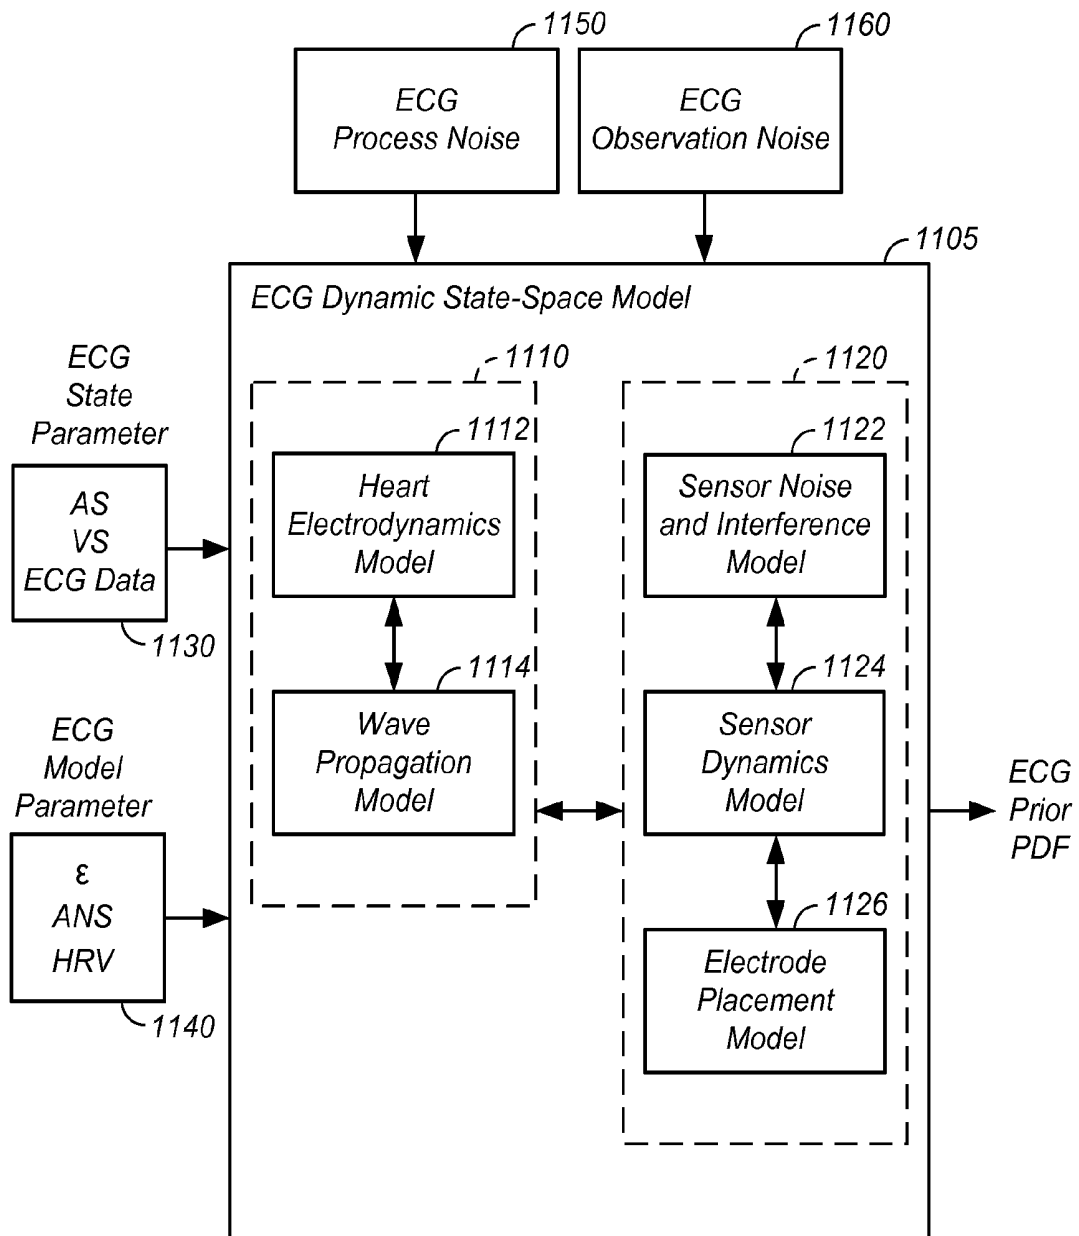 1150
1160
ECG
Process Noise
ECG
Observation Noise
1105
ECG Dynamic State-Space Model
ECG
State
Parameter
AS
VS
ECG Data
1130
1110
1112
Heart
Electrodynamics
Model
1114
Wave
Propagation
Model
1120
1122
Sensor Noise
and Interference
Model
1124
Sensor
Dynamics
Model
1126
Electrode
Placement
Model
ECG
Model
Parameter
ε
ANS
HRV
1140
ECG
Prior
PDF